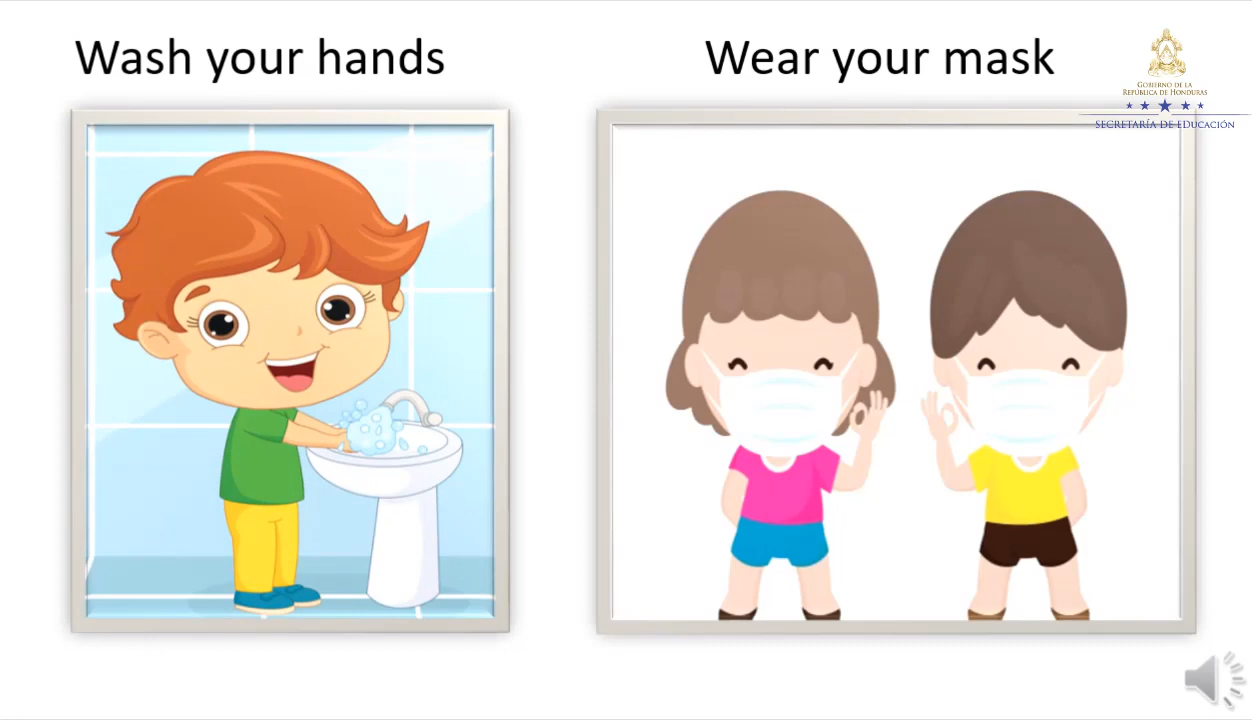 Wash your hands
Wear your mask
GOBIERNO DE LA
REPÚBLICA DE HONDURAS
SECRETARÍA DE EDUCACIÓN